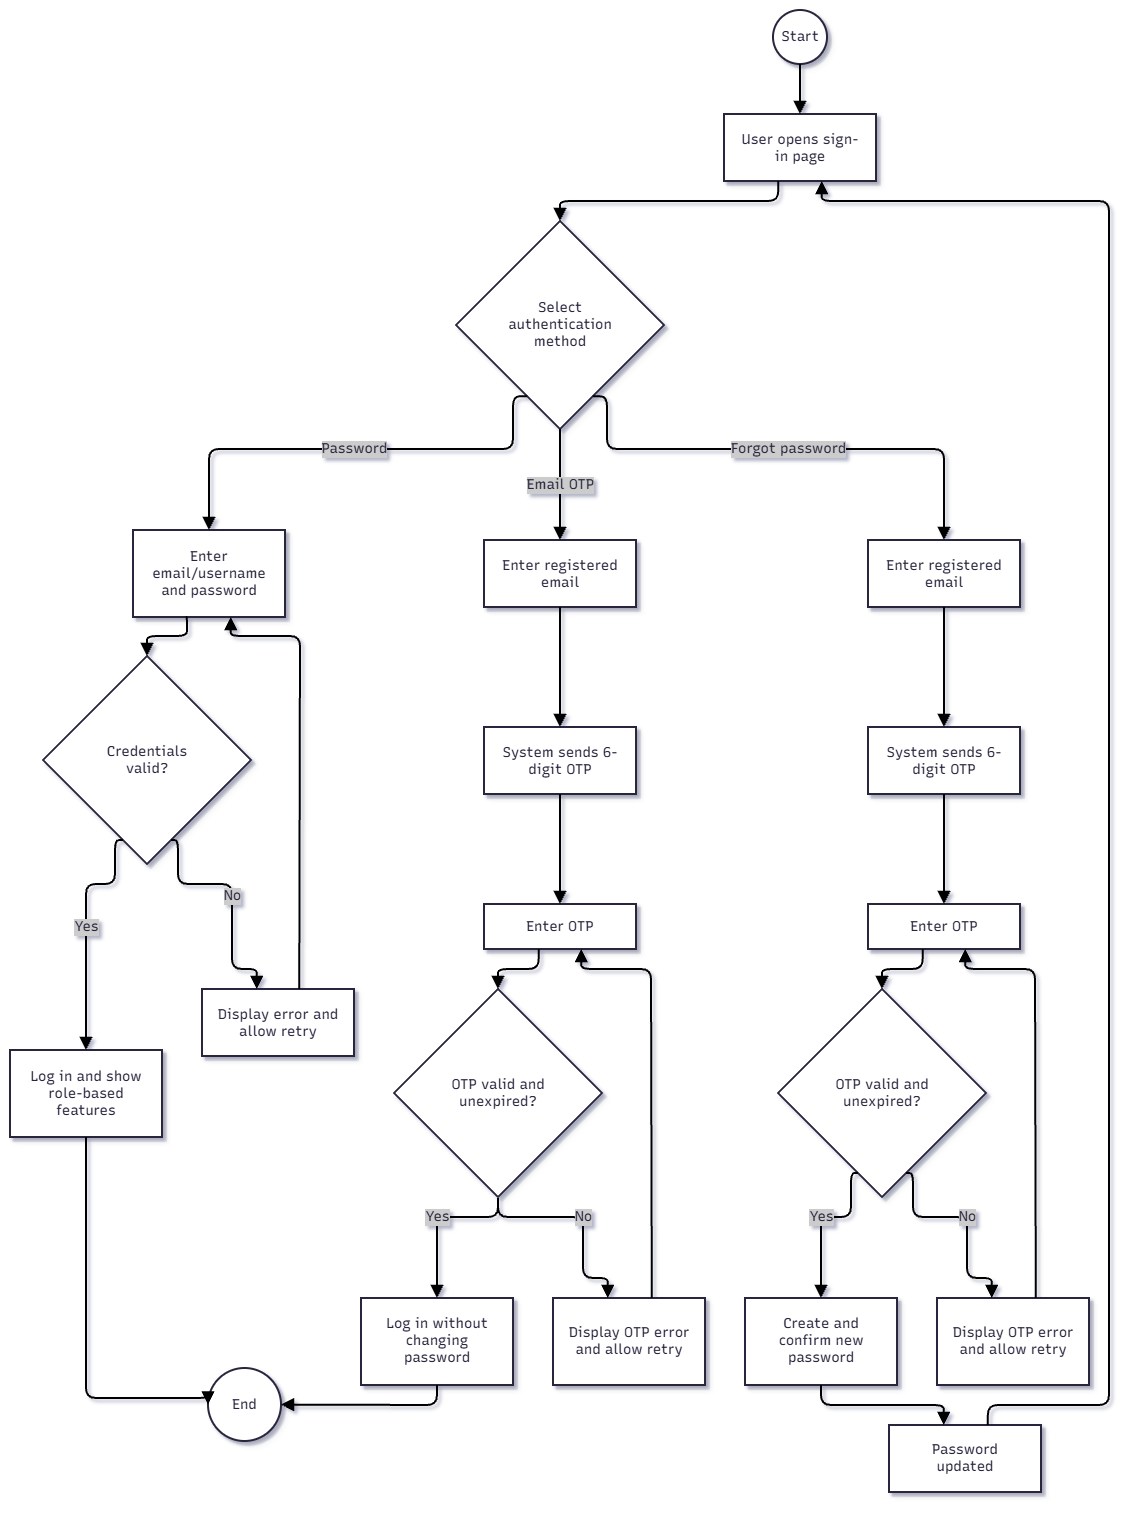 Start
User opens sign-
in page
Select
authentication
method
Password
Forgot password
Email OTP
Enter
email/username
and password
Enter registered
email
Enter registered
email
Credentials
valid?
System sends 6-
digit OTP
System sends 6-
digit OTP
No
Yes
Enter OTP
Enter OTP
Display error and
allow retry
Log in and show
role-based
features
OTP valid and
unexpired?
OTP valid and
unexpired?
Yes
No
Yes
No
Log in without
changing
password
Display OTP error
and allow retry
Create and
confirm new
password
Display OTP error
and allow retry
End
Password
updated